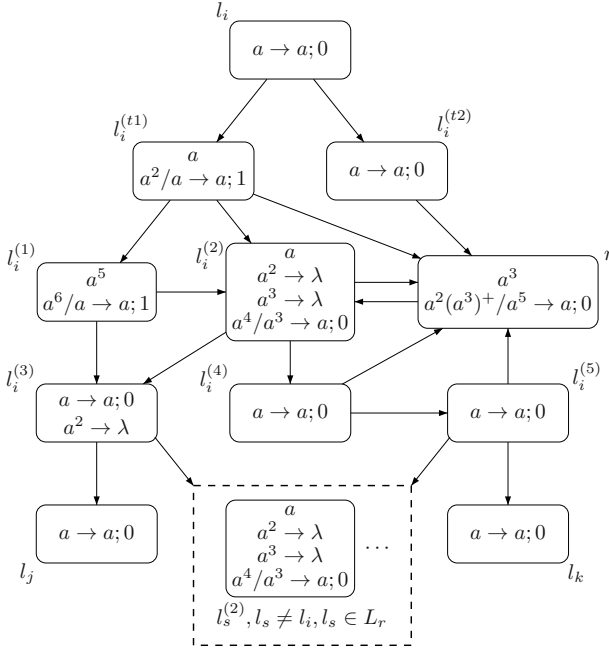 l_i
a → a; 0
l_i^{(t1)}
a
a^2/a → a; 1
l_i^{(t2)}
a → a; 0
l_i^{(1)}
a^5
a^6/a → a; 1
l_i^{(2)}
a
a^2 → λ
a^3 → λ
a^4/a^3 → a; 0
a^3
a^2(a^3)^+/a^5 → a; 0
l_i^{(3)}
a → a; 0
a^2 → λ
l_i^{(4)}
a → a; 0
l_i^{(5)}
a → a; 0
a → a; 0
l_j
a
a^2 → λ
a^3 → λ
a^4/a^3 → a; 0
...
l_s^{(2)}, l_s ≠ l_i, l_s ∈ L_r
a → a; 0
l_k